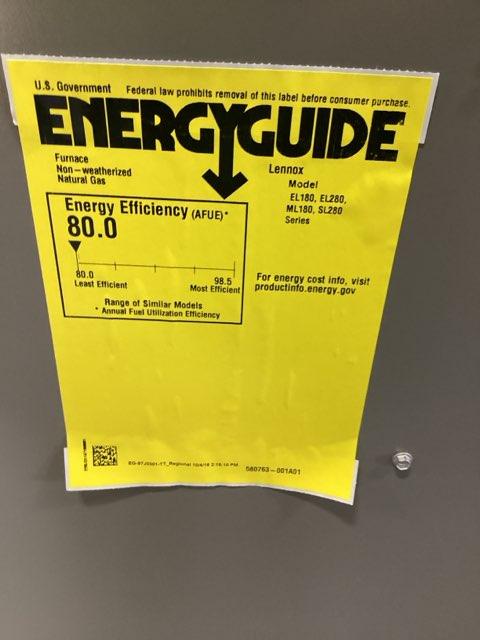 U.S. Government Federal law prohibits removal of this label before consumer purchase.
ENERGYGUIDE
Furnace
Non-weatherized
Natural Gas
Lennox
Model
EL180, EL280,
ML180, SL280
Series
Energy Efficiency (AFUE)*
80.0
80.0
Least Efficient
98.5
Most Efficient
Range of Similar Models
* Annual Fuel Utilization Efficiency
For energy cost info, visit
productinfo.energy.gov
580763-001A01